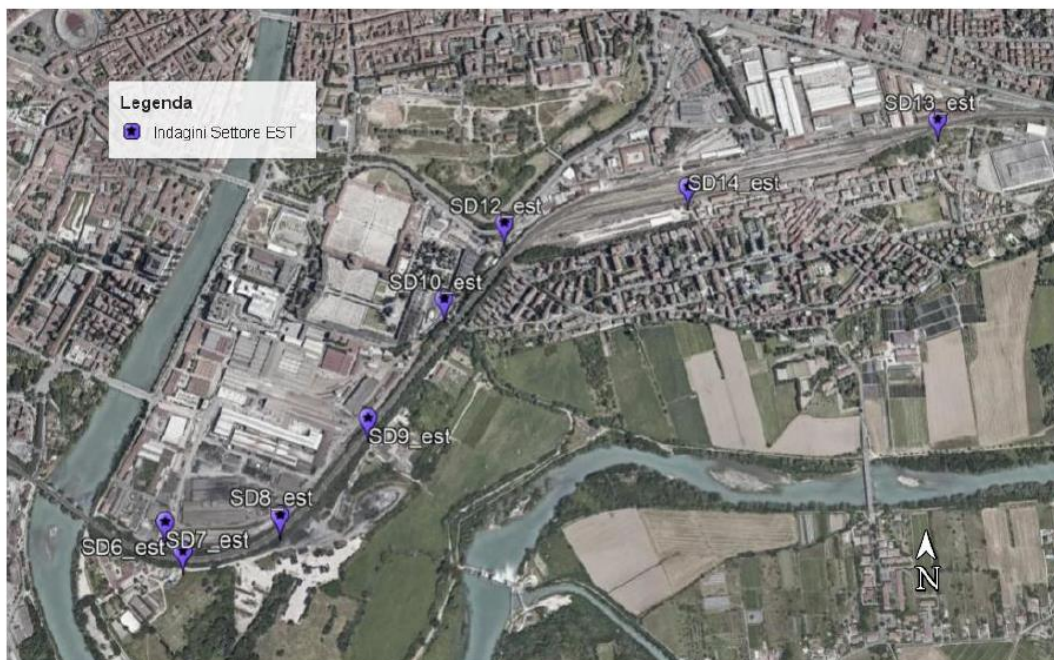 Legenda
Indagini Settore EST
SD13_est
SD14_est
SD12_est
SD10_est
SD9_est
SD8_est
SD7_est
SD6_est
N